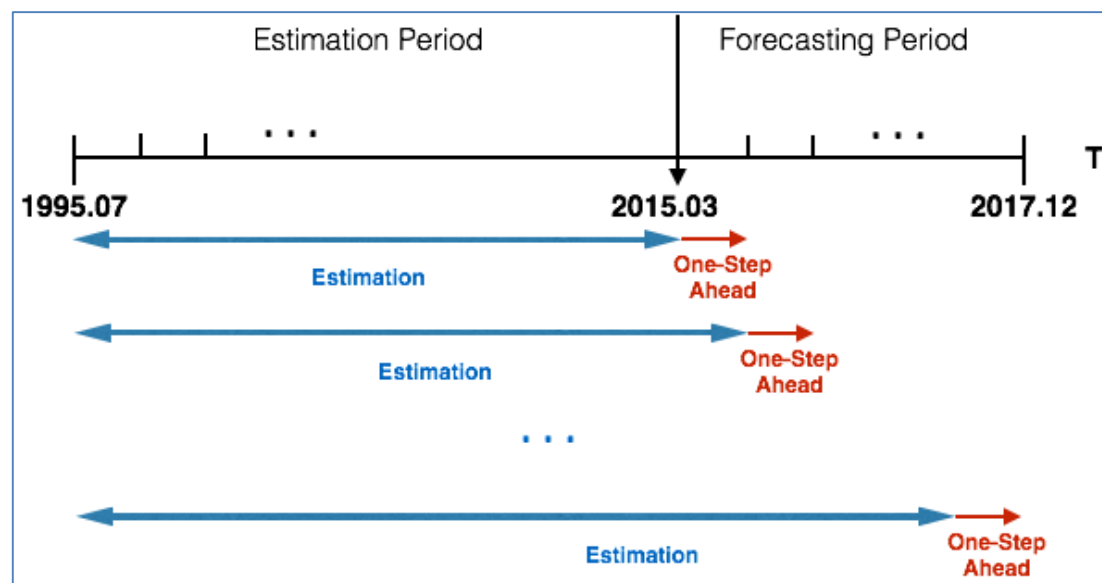 Estimation Period
Forecasting Period
...
...
T
1995.07
2015.03
2017.12
Estimation
One-Step
Ahead
Estimation
One-Step
Ahead
...
Estimation
One-Step
Ahead